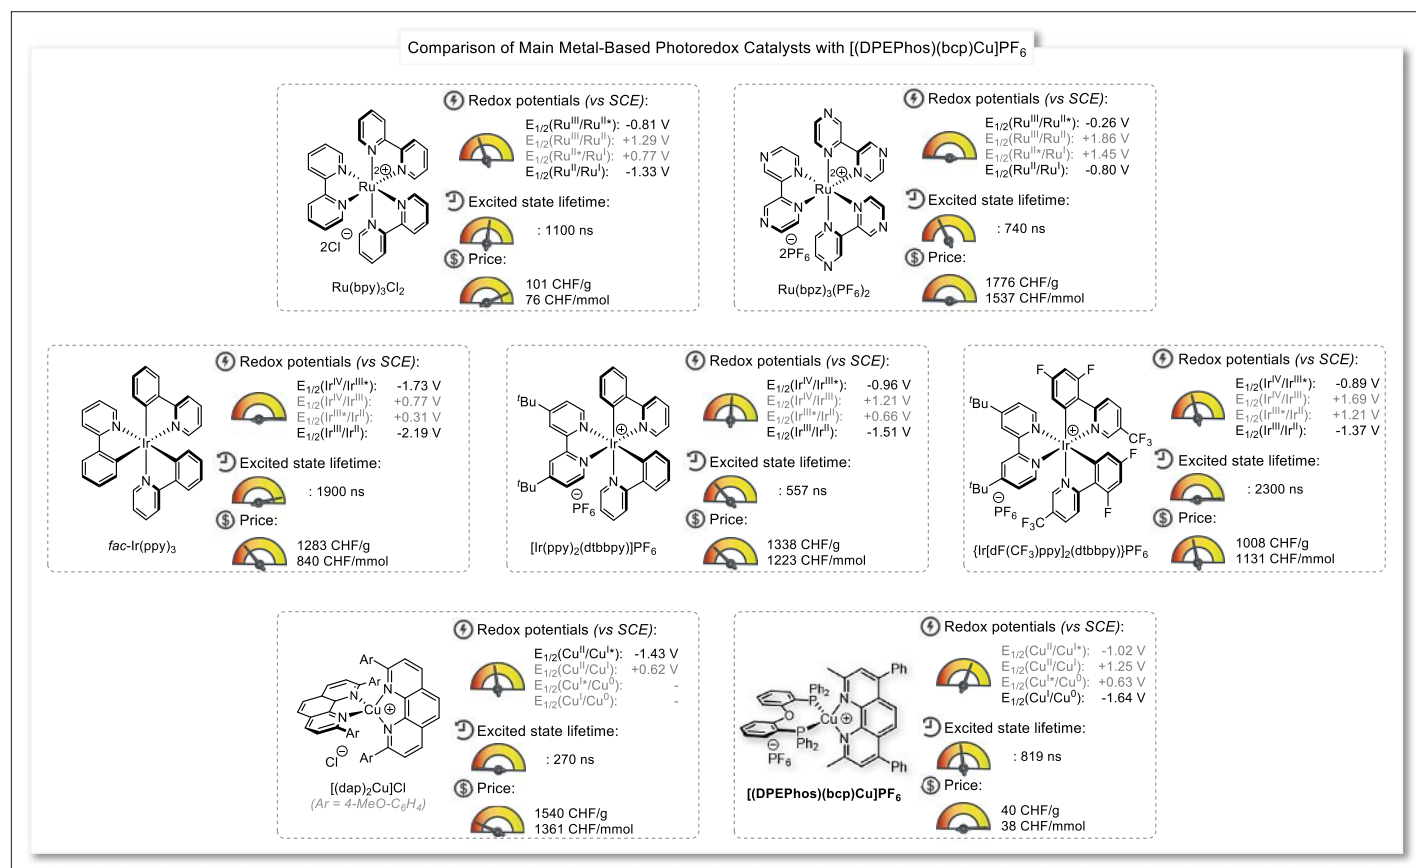 Comparison of Main Metal-Based Photoredox Catalysts with [(DPEPhos)(bcp)Cu]PF6
Redox potentials (vs SCE):
E1/2(RuIII/RuII*): -0.81 V
E1/2(RuIII/RuII): +1.29 V
E1/2(RuII*/RuI): +0.77 V
E1/2(RuII/RuI): -1.33 V
Excited state lifetime:
: 1100 ns
Price:
101 CHF/g
76 CHF/mmol
N
N
N
N
N
N
Ru
2+
2Cl−
Ru(bpy)3Cl2
Redox potentials (vs SCE):
E1/2(RuIII/RuII*): -0.26 V
E1/2(RuIII/RuII): +1.86 V
E1/2(RuII*/RuI): +1.45 V
E1/2(RuII/RuI): -0.80 V
Excited state lifetime:
: 740 ns
Price:
1776 CHF/g
1537 CHF/mmol
N
N
N
N
N
N
N
N
N
N
N
N
Ru
2+
2PF6−
Ru(bpz)3(PF6)2
Redox potentials (vs SCE):
E1/2(IrIV/IrIII*): -1.73 V
E1/2(IrIV/IrIII): +0.77 V
E1/2(IrIII*/IrII): +0.31 V
E1/2(IrIII/IrII): -2.19 V
Excited state lifetime:
: 1900 ns
Price:
1283 CHF/g
840 CHF/mmol
N
N
N
Ir
fac-Ir(ppy)3
Redox potentials (vs SCE):
E1/2(IrIV/IrIII*): -0.96 V
E1/2(IrIV/IrIII): +1.21 V
E1/2(IrIII*/IrII): +0.66 V
E1/2(IrIII/IrII): -1.51 V
Excited state lifetime:
: 557 ns
Price:
1338 CHF/g
1223 CHF/mmol
tBu
tBu
N
N
N
N
Ir
+
PF6−
[Ir(ppy)2(dtbbpy)]PF6
Redox potentials (vs SCE):
E1/2(IrIV/IrIII*): -0.89 V
E1/2(IrIV/IrIII): +1.69 V
E1/2(IrIII*/IrII): +1.21 V
E1/2(IrIII/IrII): -1.37 V
Excited state lifetime:
: 2300 ns
Price:
1008 CHF/g
1131 CHF/mmol
F
F
tBu
tBu
N
N
N
N
Ir
+
CF3
F
F
F3C
PF6−
{Ir[dF(CF3)ppy]2(dtbbpy)}PF6
Redox potentials (vs SCE):
E1/2(CuII/CuI*): -1.43 V
E1/2(CuII/CuI): +0.62 V
E1/2(CuI*/Cu0): -
E1/2(CuI/Cu0): -
Excited state lifetime:
: 270 ns
Price:
1540 CHF/g
1361 CHF/mmol
Ar
Ar
N
N
N
N
Cu
+
Ar
Ar
Cl−
[(dap)2Cu]Cl
(Ar = 4-MeO-C6H4)
Redox potentials (vs SCE):
E1/2(CuII/CuI*): -1.02 V
E1/2(CuII/CuI): +1.25 V
E1/2(CuI*/Cu0): +0.63 V
E1/2(CuI/Cu0): -1.64 V
Excited state lifetime:
: 819 ns
Price:
40 CHF/g
38 CHF/mmol
Ph
Ph2
P
N
O
Cu
+
P
Ph2
N
Ph
PF6−
[(DPEPhos)(bcp)Cu]PF6